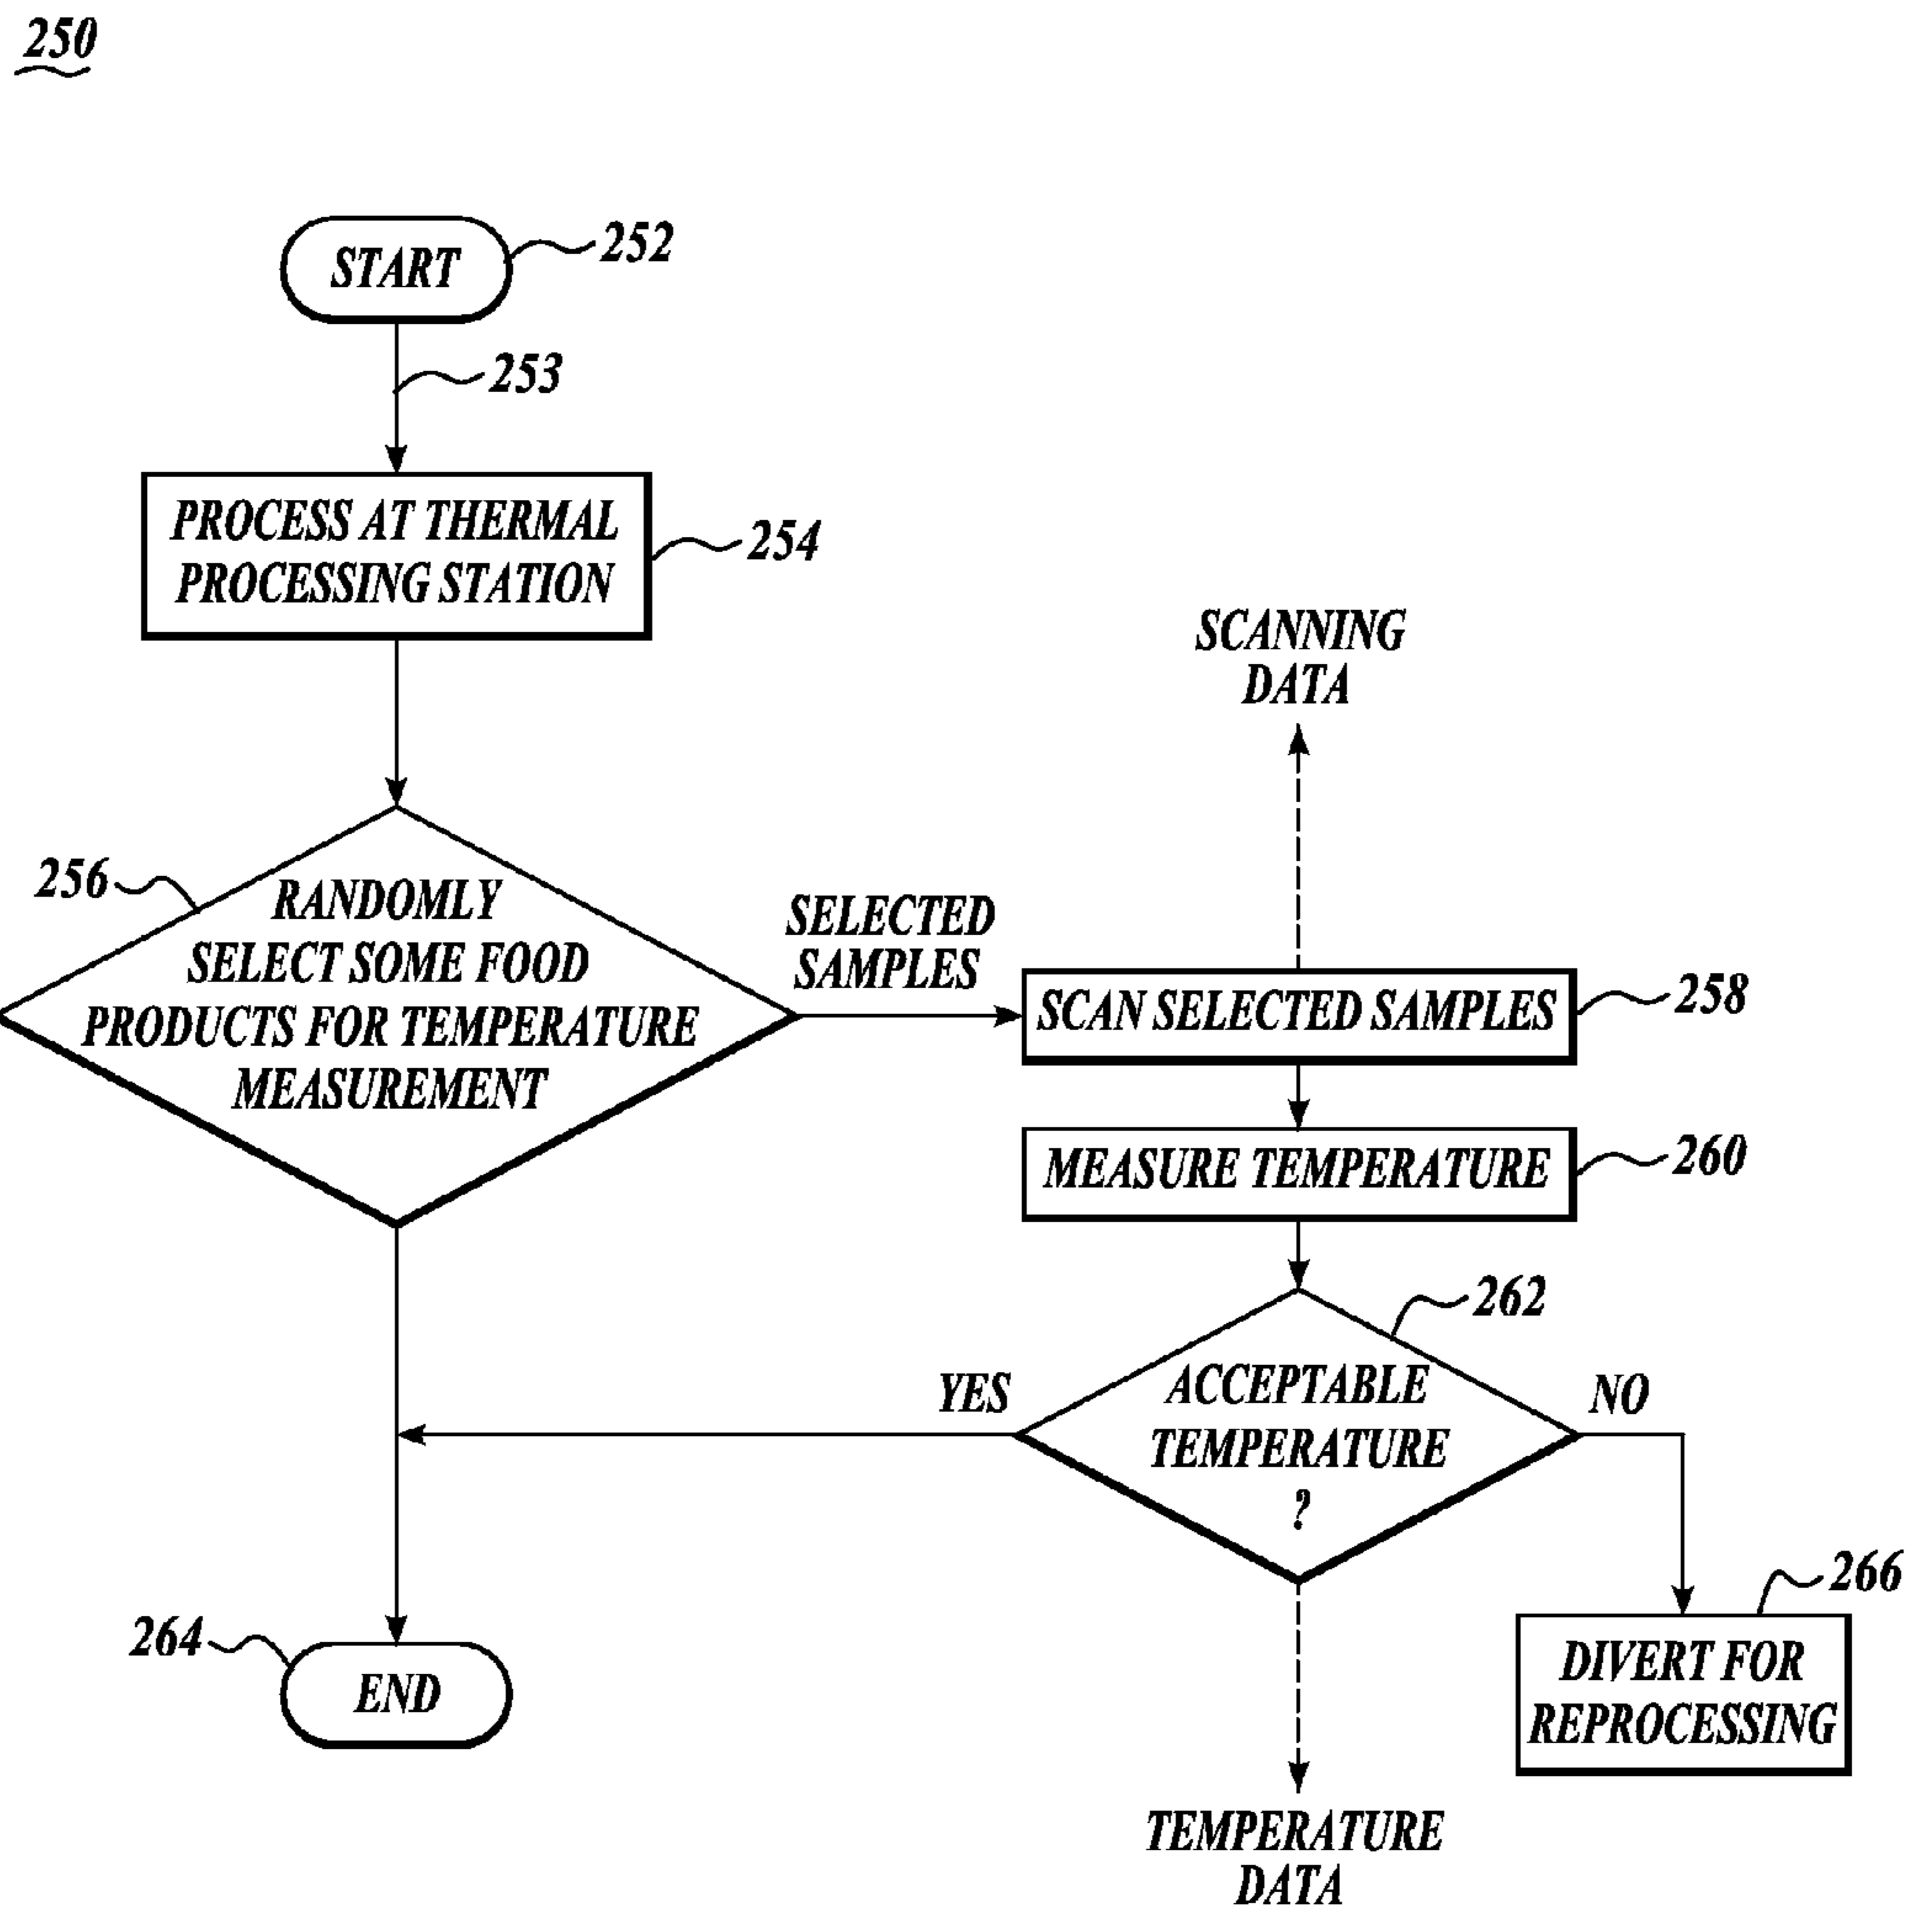 250
START
252
253
PROCESS AT THERMAL
PROCESSING STATION
254
256
RANDOMLY
SELECT SOME FOOD
PRODUCTS FOR TEMPERATURE
MEASUREMENT
SELECTED
SAMPLES
SCANNING
DATA
SCAN SELECTED SAMPLES
258
MEASURE TEMPERATURE
260
262
ACCEPTABLE
TEMPERATURE
?
YES
NO
264
END
266
DIVERT FOR
REPROCESSING
TEMPERATURE
DATA